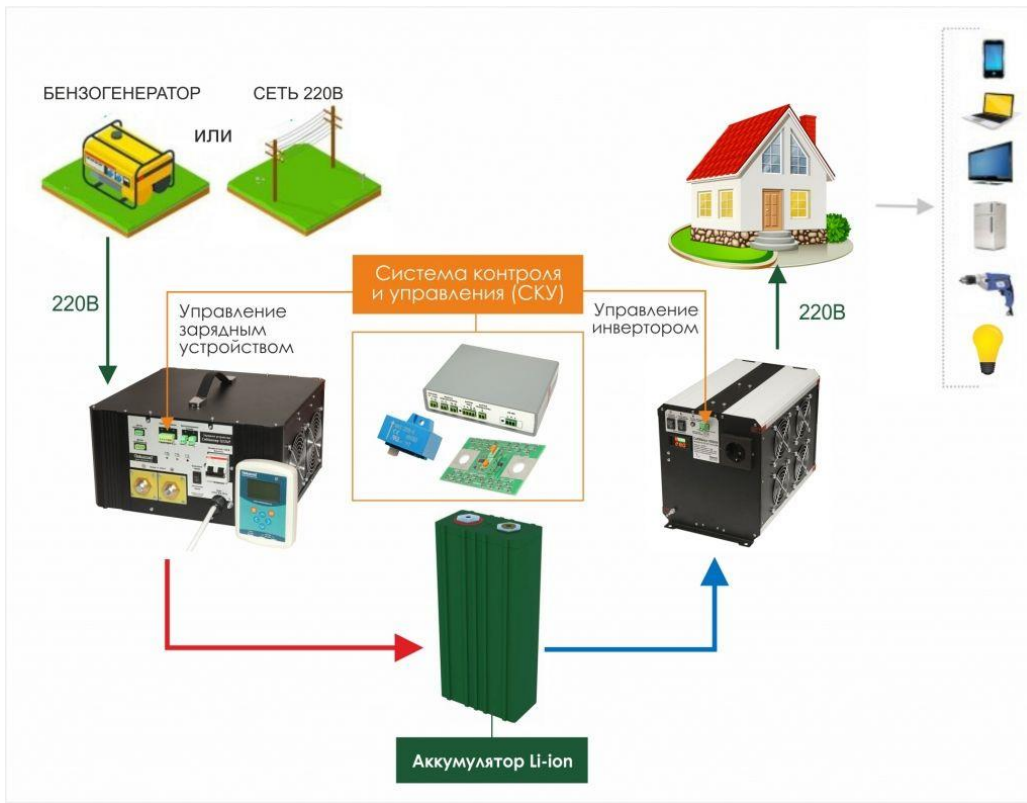 БЕНЗОГЕНЕРАТОР
СЕТЬ 220В
ИЛИ
220В
Система контроля
и управления (СКУ)
Управление
зарядным
устройством
Управление
инвертором
220В
Аккумулятор Li-ion